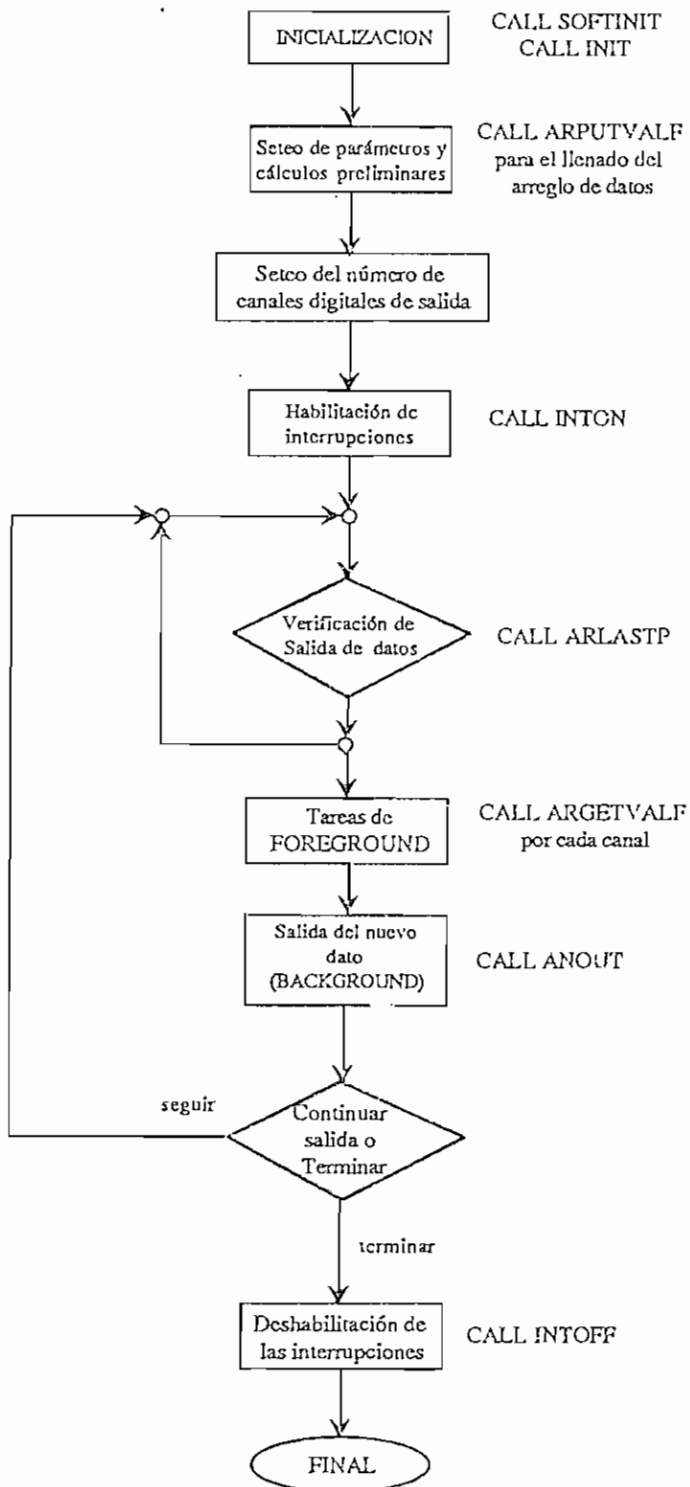 INICIALIZACION
CALL SOFTINIT
CALL INIT
Seteo de parámetros y
cálculos preliminares
CALL ARPUTVALF
para el llenado del
arreglo de datos
Seteo del número de
canales digitales de salida
Habilitación de
interrupciones
CALL INTON
Verificación de
Salida de datos
CALL ARLASTP
Tareas de
FOREGROUND
CALL ARGETVALF
por cada canal
Salida del nuevo
dato
(BACKGROUND)
CALL ANOUT
seguir
Continuar
salida o
Terminar
terminar
Deshabilitación de
las interrupciones
CALL INTOFF
FINAL